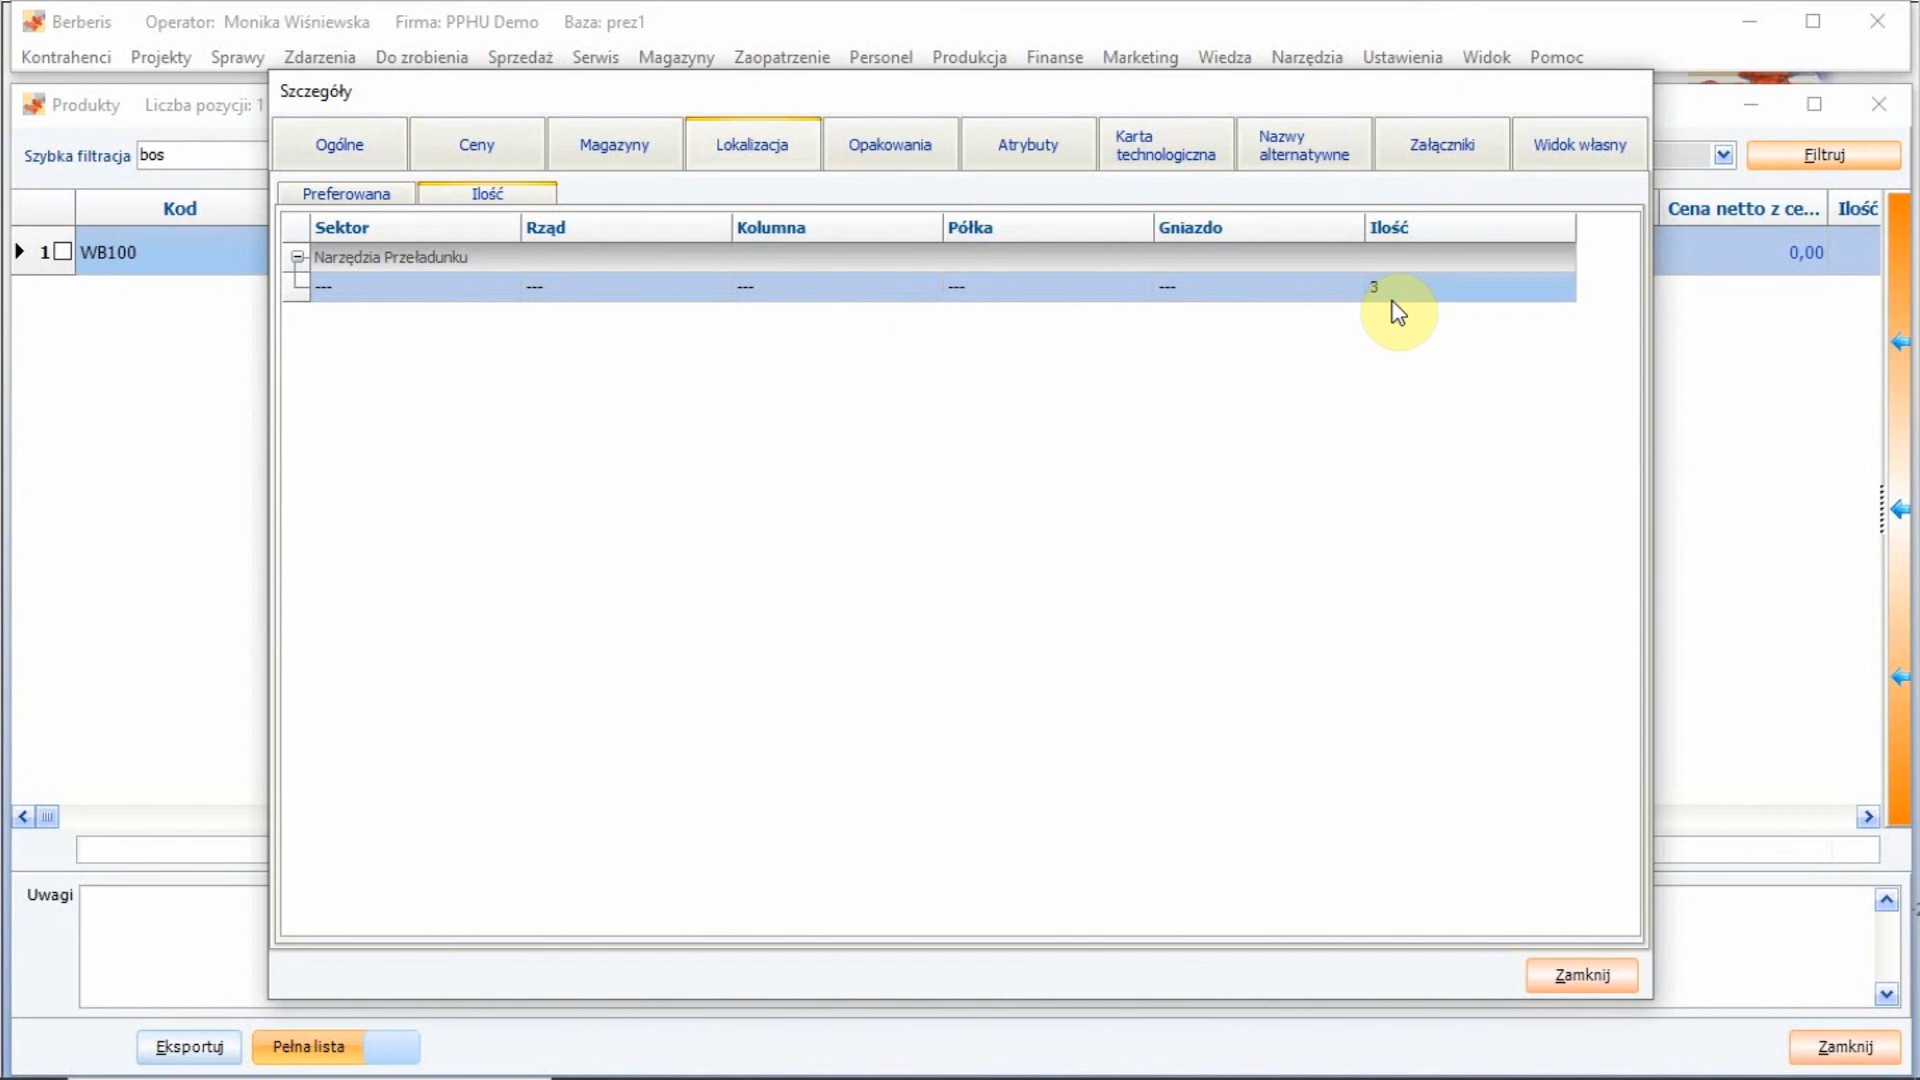 Berberis Operator: Monika Wiśniewska Firma: PPHU Demo Baza: prez1
Kontrahenci Projekty Sprawy Zdarzenia Do zrobienia Sprzedaż Serwis Magazyny Zaopatrzenie Personel Produkcja Finanse Marketing Wiedza Narzędzia Ustawienia Widok Pomoc
Produkty Liczba pozycji: 1
Szybka filtracja bos
Filtruj
Kod
Cena netto z ce... Ilość
1 WB100
0,00
Szczegóły
Ogólne Ceny Magazyny Lokalizacja Opakowania Atrybuty Karta technologiczna Nazwy alternatywne Załączniki Widok własny
Preferowana Ilość
Sektor Rząd Kolumna Półka Gniazdo Ilość
Narzędzia Przeładunku
--- --- --- --- --- 3
Zamknij
Uwagi
Eksportuj Pełna lista
Zamknij